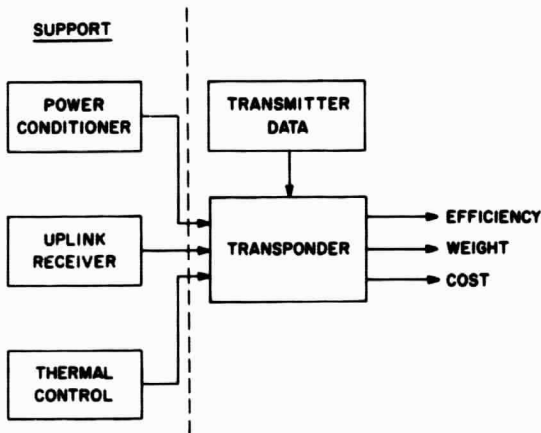 SUPPORT
POWER
CONDITIONER
TRANSMITTER
DATA
UPLINK
RECEIVER
TRANSPONDER
EFFICIENCY
WEIGHT
COST
THERMAL
CONTROL